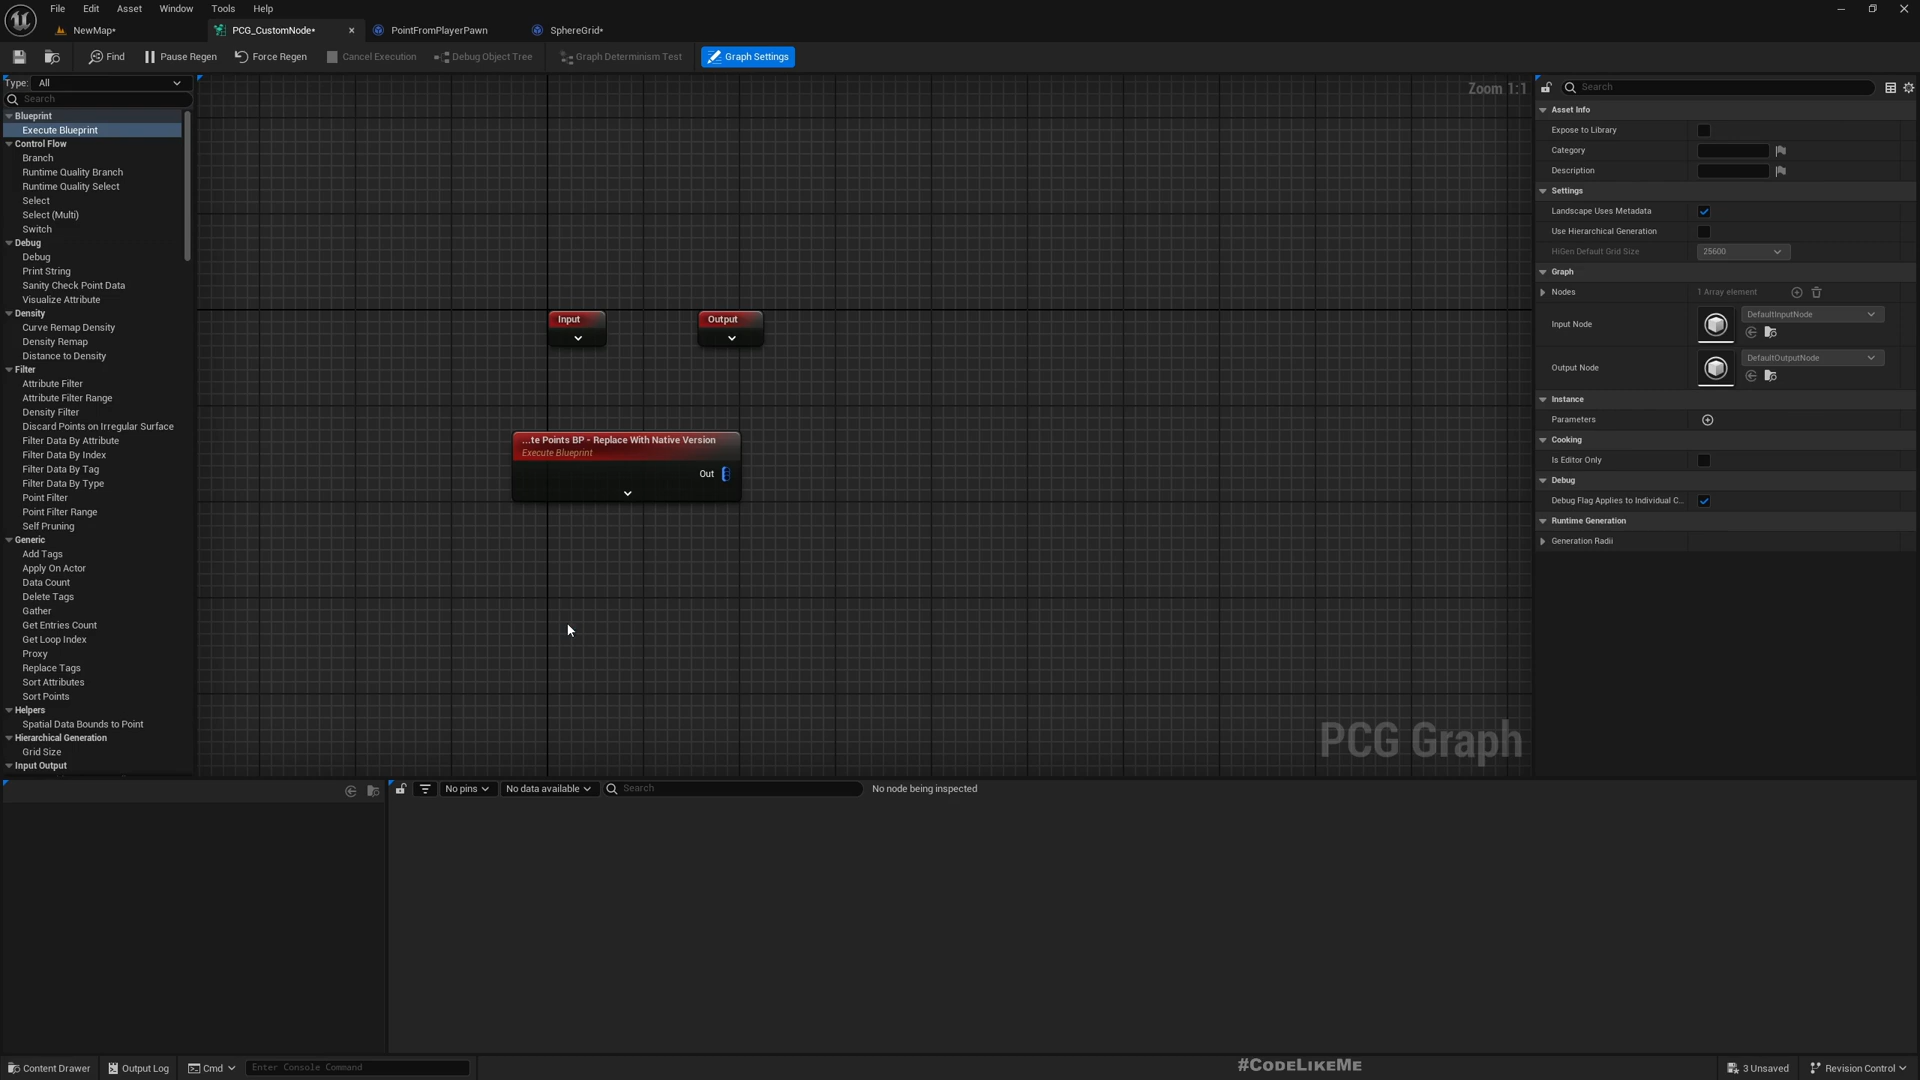 File Edit Asset Window Tools Help
NewMap* PCG_CustomNode* PointFromPlayerPawn SphereGrid*
Find Pause Regen Force Regen Cancel Execution Debug Object Tree Graph Determinism Test Graph Settings
Type: All
Search
Blueprint
Execute Blueprint
Control Flow
Branch
Runtime Quality Branch
Runtime Quality Select
Select
Select (Multi)
Switch
Debug
Debug
Print String
Sanity Check Point Data
Visualize Attribute
Density
Curve Remap Density
Density Remap
Distance to Density
Filter
Attribute Filter
Attribute Filter Range
Density Filter
Discard Points on Irregular Surface
Filter Data By Attribute
Filter Data By Index
Filter Data By Tag
Filter Data By Type
Point Filter
Point Filter Range
Self Pruning
Generic
Add Tags
Apply On Actor
Data Count
Delete Tags
Gather
Get Entries Count
Get Loop Index
Proxy
Replace Tags
Sort Attributes
Sort Points
Helpers
Spatial Data Bounds to Point
Hierarchical Generation
Grid Size
Input Output
Zoom 1:1
Input Output
...te Points BP - Replace With Native Version
Execute Blueprint
Out
PCG Graph
Search
Asset Info
Expose to Library
Category
Description
Settings
Landscape Uses Metadata
Use Hierarchical Generation
HiGen Default Grid Size 25600
Graph
Nodes 1 Array element
Input Node DefaultInputNode
Output Node DefaultOutputNode
Instance
Parameters
Cooking
Is Editor Only
Debug
Debug Flag Applies to Individual C...
Runtime Generation
Generation Radii
No pins No data available Search No node being inspected
Content Drawer Output Log Cmd Enter Console Command #CodeLikeMe 3 Unsaved Revision Control